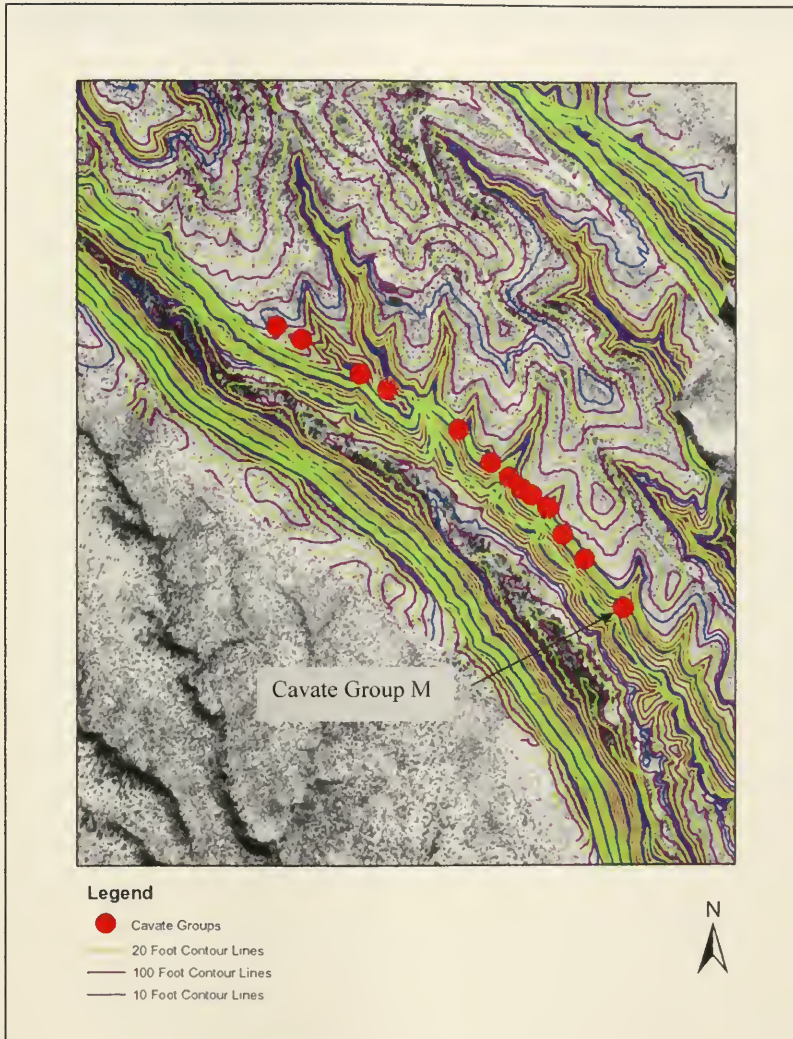 Cavate Group M
Legend
Cavate Groups
20 Foot Contour Lines
100 Foot Contour Lines
10 Foot Contour Lines
N